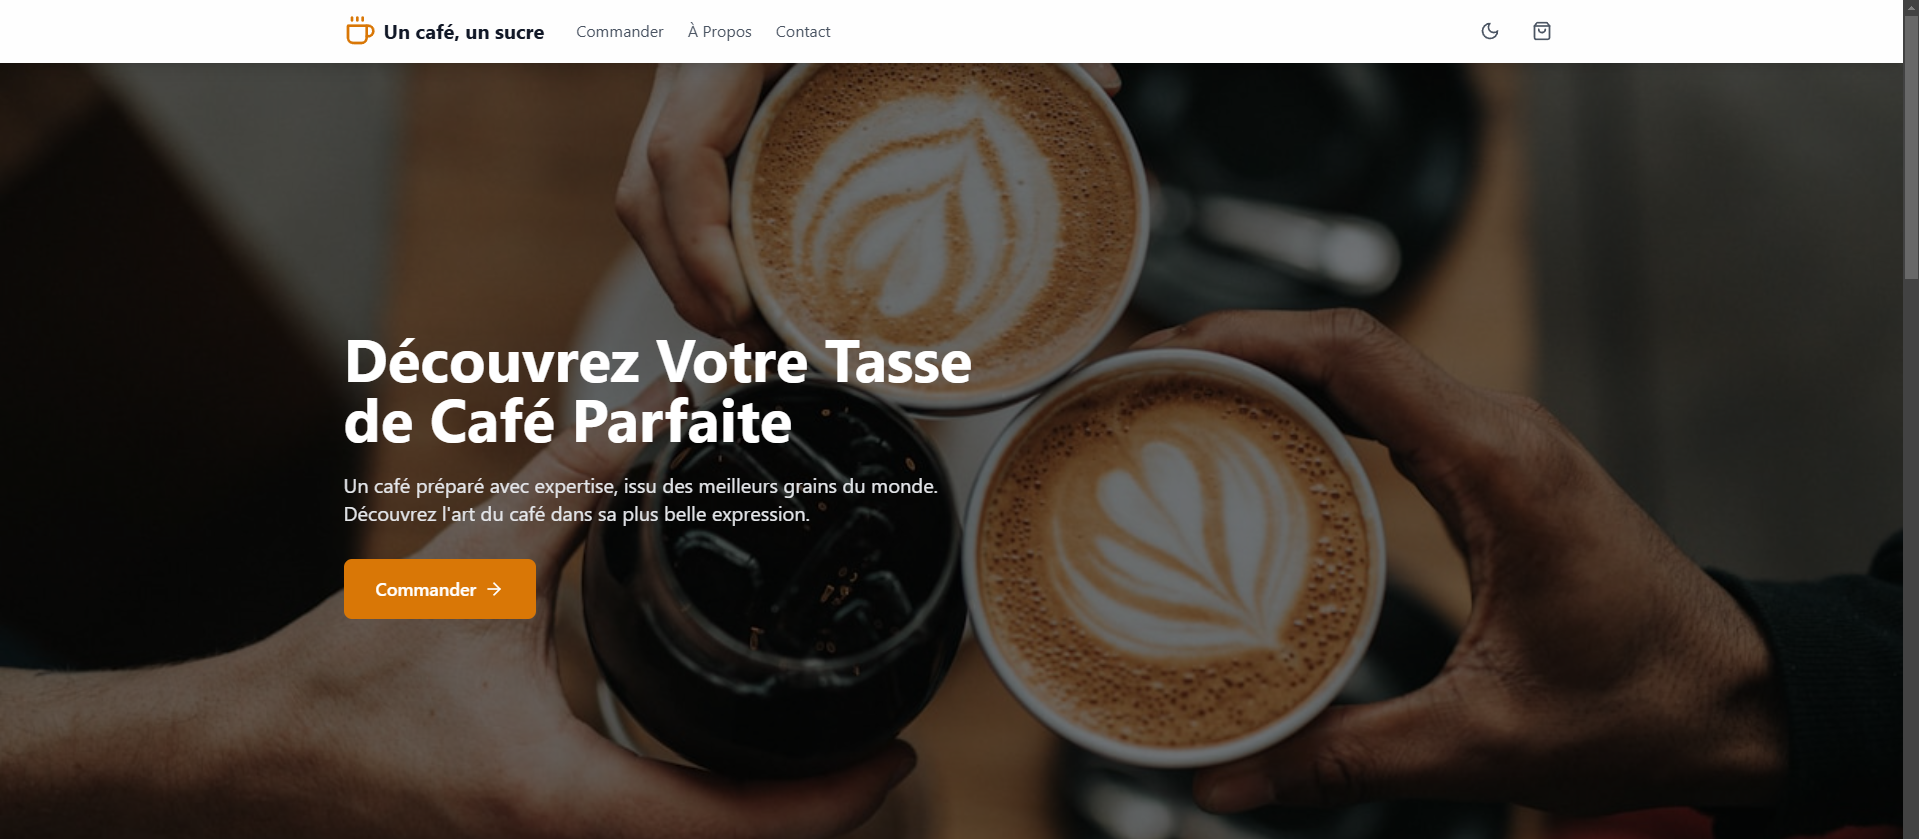 Un café, un sucre
Commander
À Propos
Contact
Découvrez Votre Tasse
de Café Parfaite
Un café préparé avec expertise, issu des meilleurs grains du monde.
Découvrez l'art du café dans sa plus belle expression.
Commander